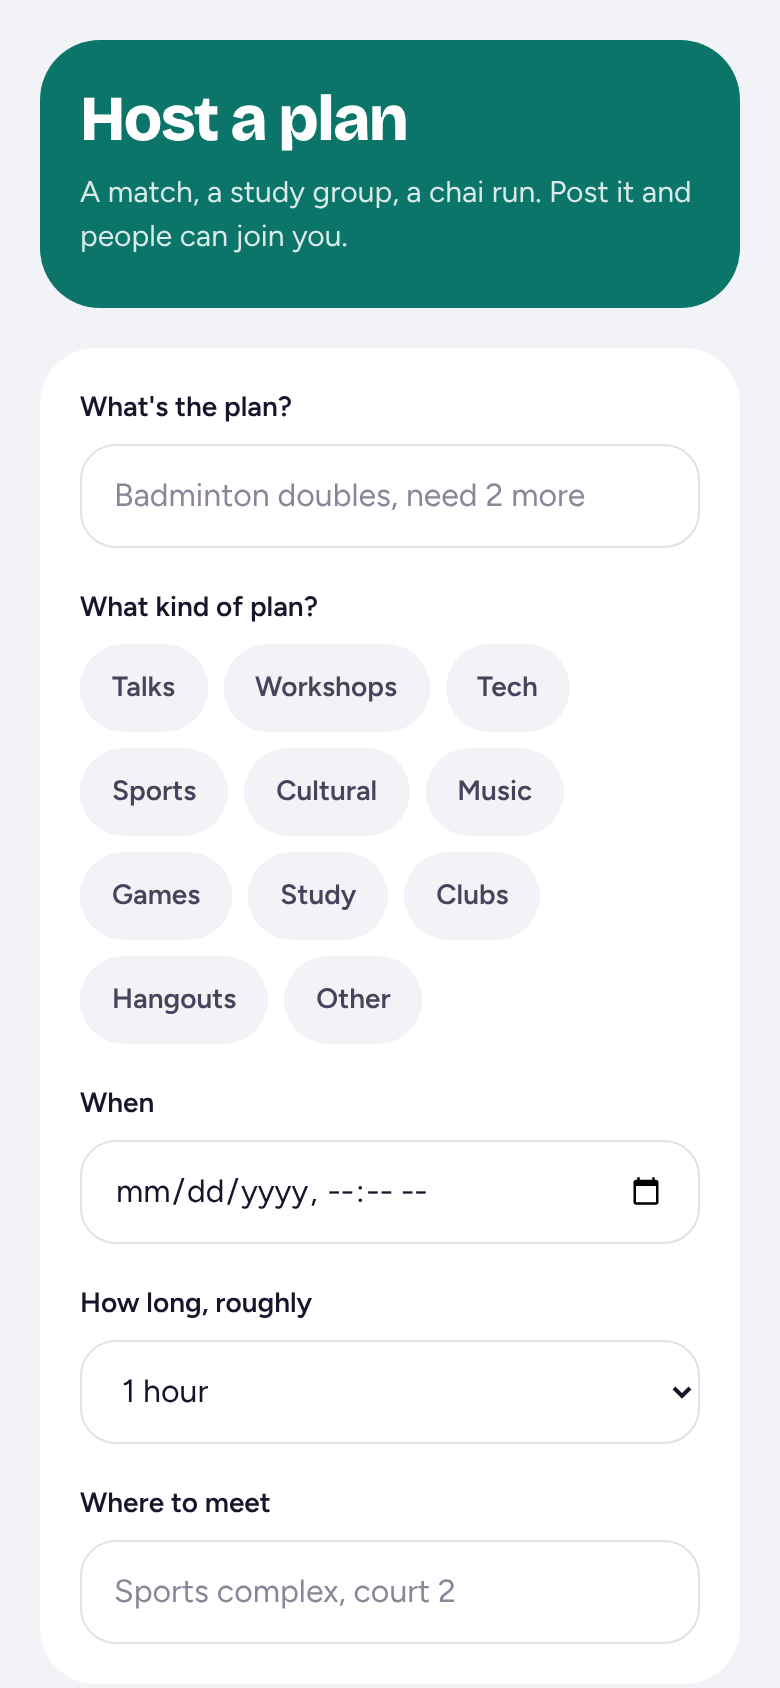 Host a plan
A match, a study group, a chai run. Post it and
people can join you.
What's the plan?
Badminton doubles, need 2 more
What kind of plan?
Talks Workshops Tech
Sports Cultural Music
Games Study Clubs
Hangouts Other
When
mm/dd/yyyy, --:-- --
How long, roughly
1 hour
Where to meet
Sports complex, court 2